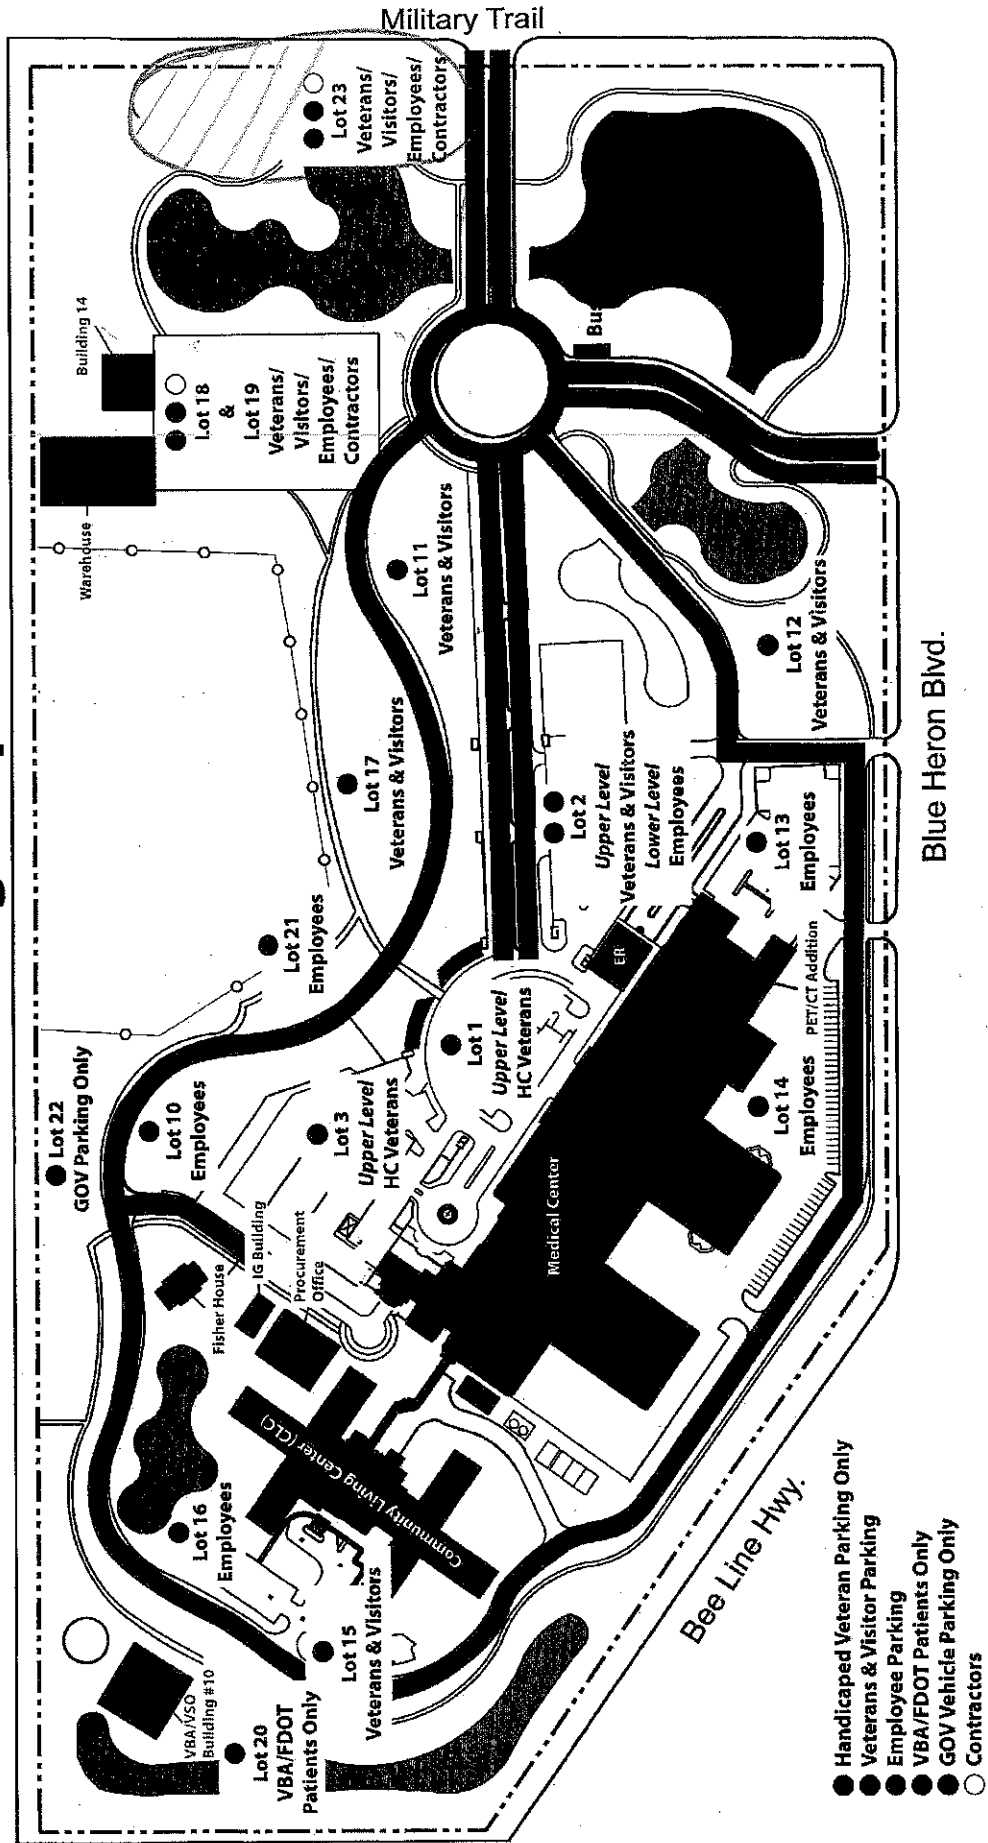 Military Trail
Lot 23
Veterans/
Visitors/
Employees/
Contractors
Building 14
Lot 18
&
Lot 19
Veterans/
Visitors/
Employees/
Contractors
Warehouse
Bus
Lot 11
Veterans & Visitors
Lot 12
Veterans & Visitors
Lot 17
Veterans & Visitors
Lot 2
Upper Level
Veterans & Visitors
Lower Level
Employees
Lot 13
Employees
Blue Heron Blvd.
Lot 21
Employees
ER
PET/CT Addition
Lot 1
Upper Level
HC Veterans
Lot 22
GOV Parking Only
Lot 10
Employees
Lot 3
Upper Level
HC Veterans
Lot 14
Employees
Medical Center
IG Building
Procurement
Office
Fisher House
Community Living Center (CLC)
Lot 16
Employees
Lot 15
Veterans & Visitors
VBA/VSO
Building #10
Lot 20
VBA/FDOT
Patients Only
Bee Line Hwy.
Handicaped Veteran Parking Only
Veterans & Visitor Parking
Employee Parking
VBA/FDOT Patients Only
GOV Vehicle Parking Only
Contractors